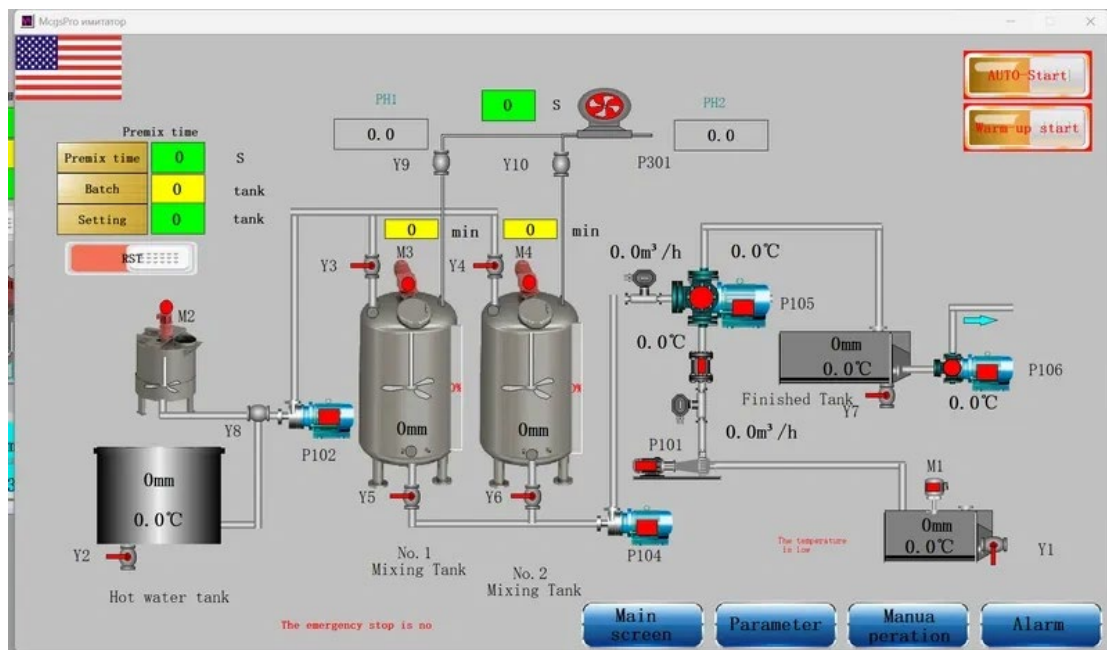 McgsPro имитатор
AUTO-Start
Warm up start
PH1
0
S
PH2
0.0
0.0
Y9
Y10
P301
Premix time
Premix time
0
S
Batch
0
tank
Setting
0
tank
RST
0
min
0
min
Y3
M3
Y4
M4
0.0m³/h
0.0℃
P105
M2
0.0℃
0mm
0.0℃
P106
Finished Tank
Y7
0.0℃
Y8
P102
0mm
0mm
0.0m³/h
P101
M1
0mm
0.0℃
Y5
Y6
0mm
0.0℃
Y1
Y2
P104
The temperature
is low
No.1
Mixing Tank
No.2
Mixing Tank
Hot water tank
The emergency stop is no
Main
screen
Parameter
Manua
peration
Alarm